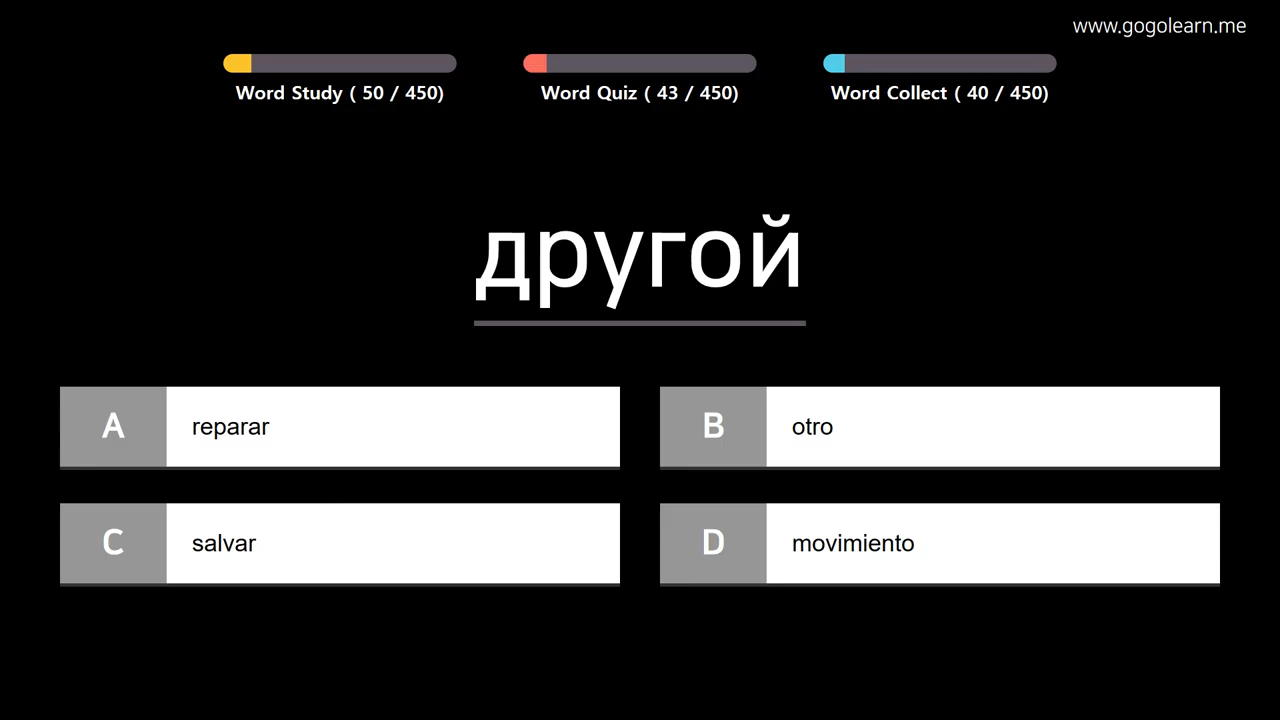 www.gogolearn.me
Word Study ( 50 / 450)
Word Quiz ( 43 / 450)
Word Collect ( 40 / 450)
другой
A reparar
B otro
C salvar
D movimiento